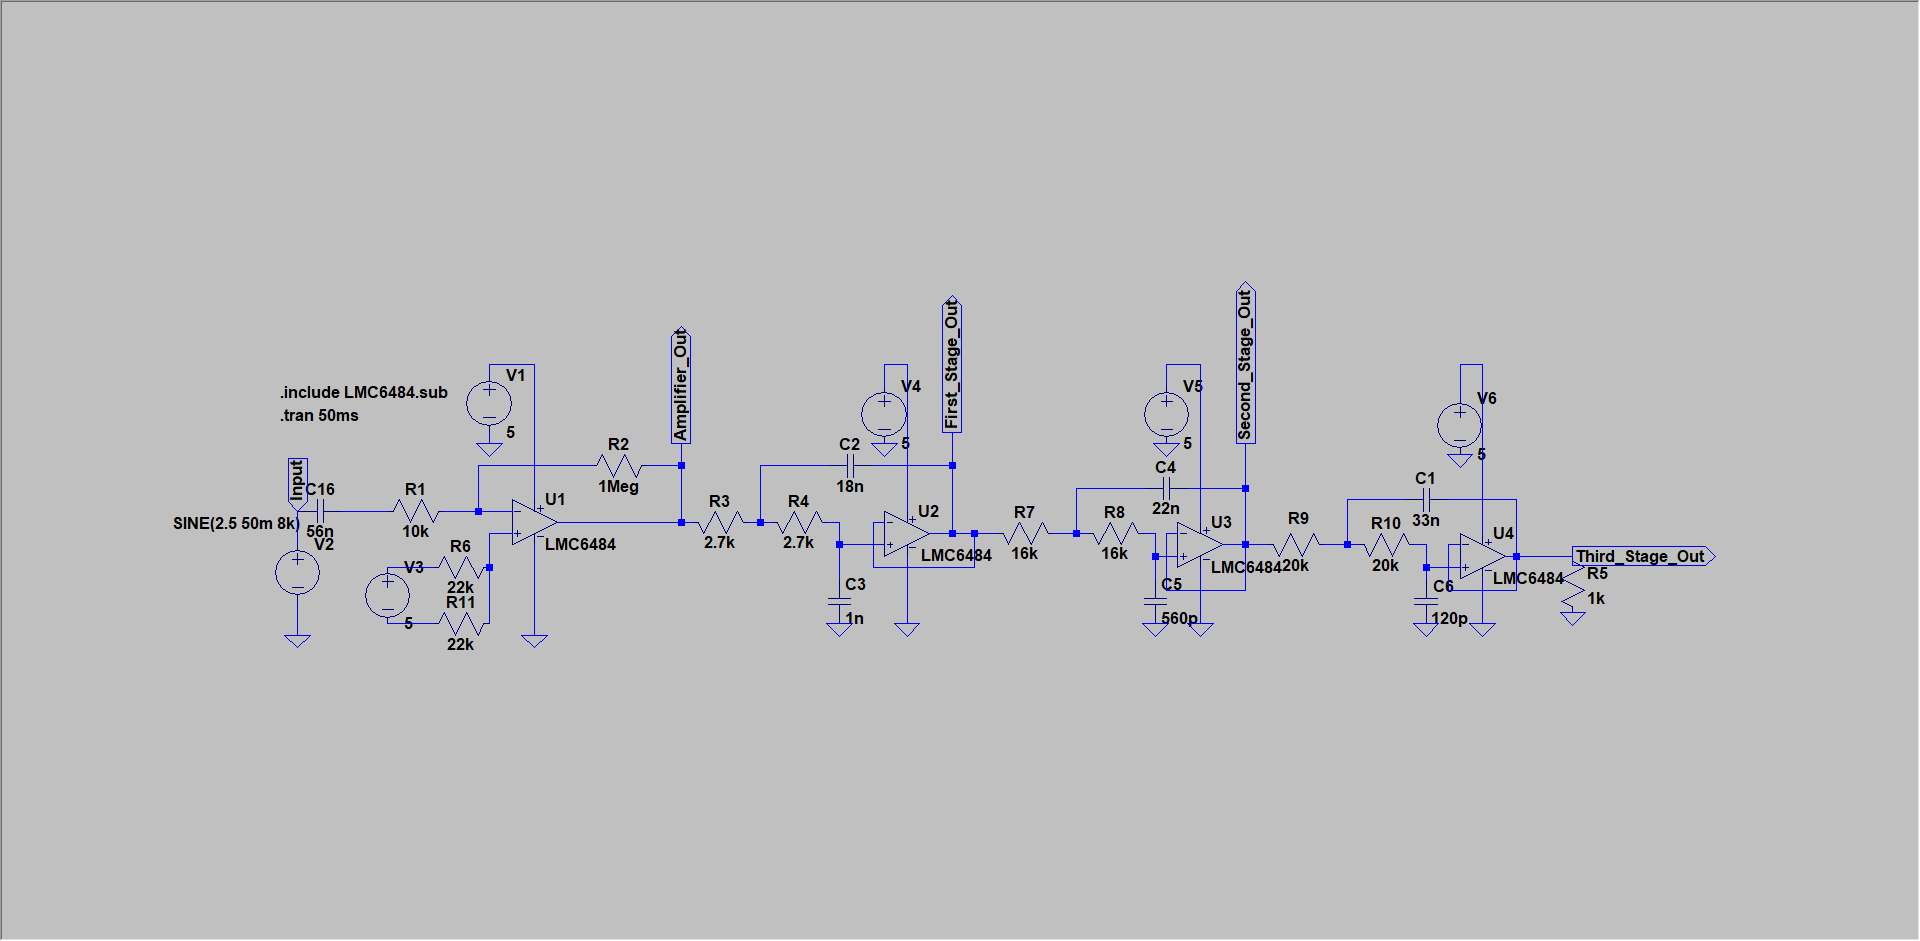 .include LMC6484.sub
.tran 50ms
Input
SINE(2.5 50m 8k)
V2
C16
56n
R1
10k
V1
5
R2
1Meg
U1
LMC6484
V3
5
R6
22k
R11
22k
Amplifier_Out
R3
2.7k
R4
2.7k
C2
18n
C3
1n
V4
5
U2
LMC6484
First_Stage_Out
R7
16k
R8
16k
C4
22n
C5
560p
V5
5
U3
LMC6484
Second_Stage_Out
R9
20k
R10
20k
C1
33n
C6
120p
V6
5
U4
LMC6484
Third_Stage_Out
R5
1k